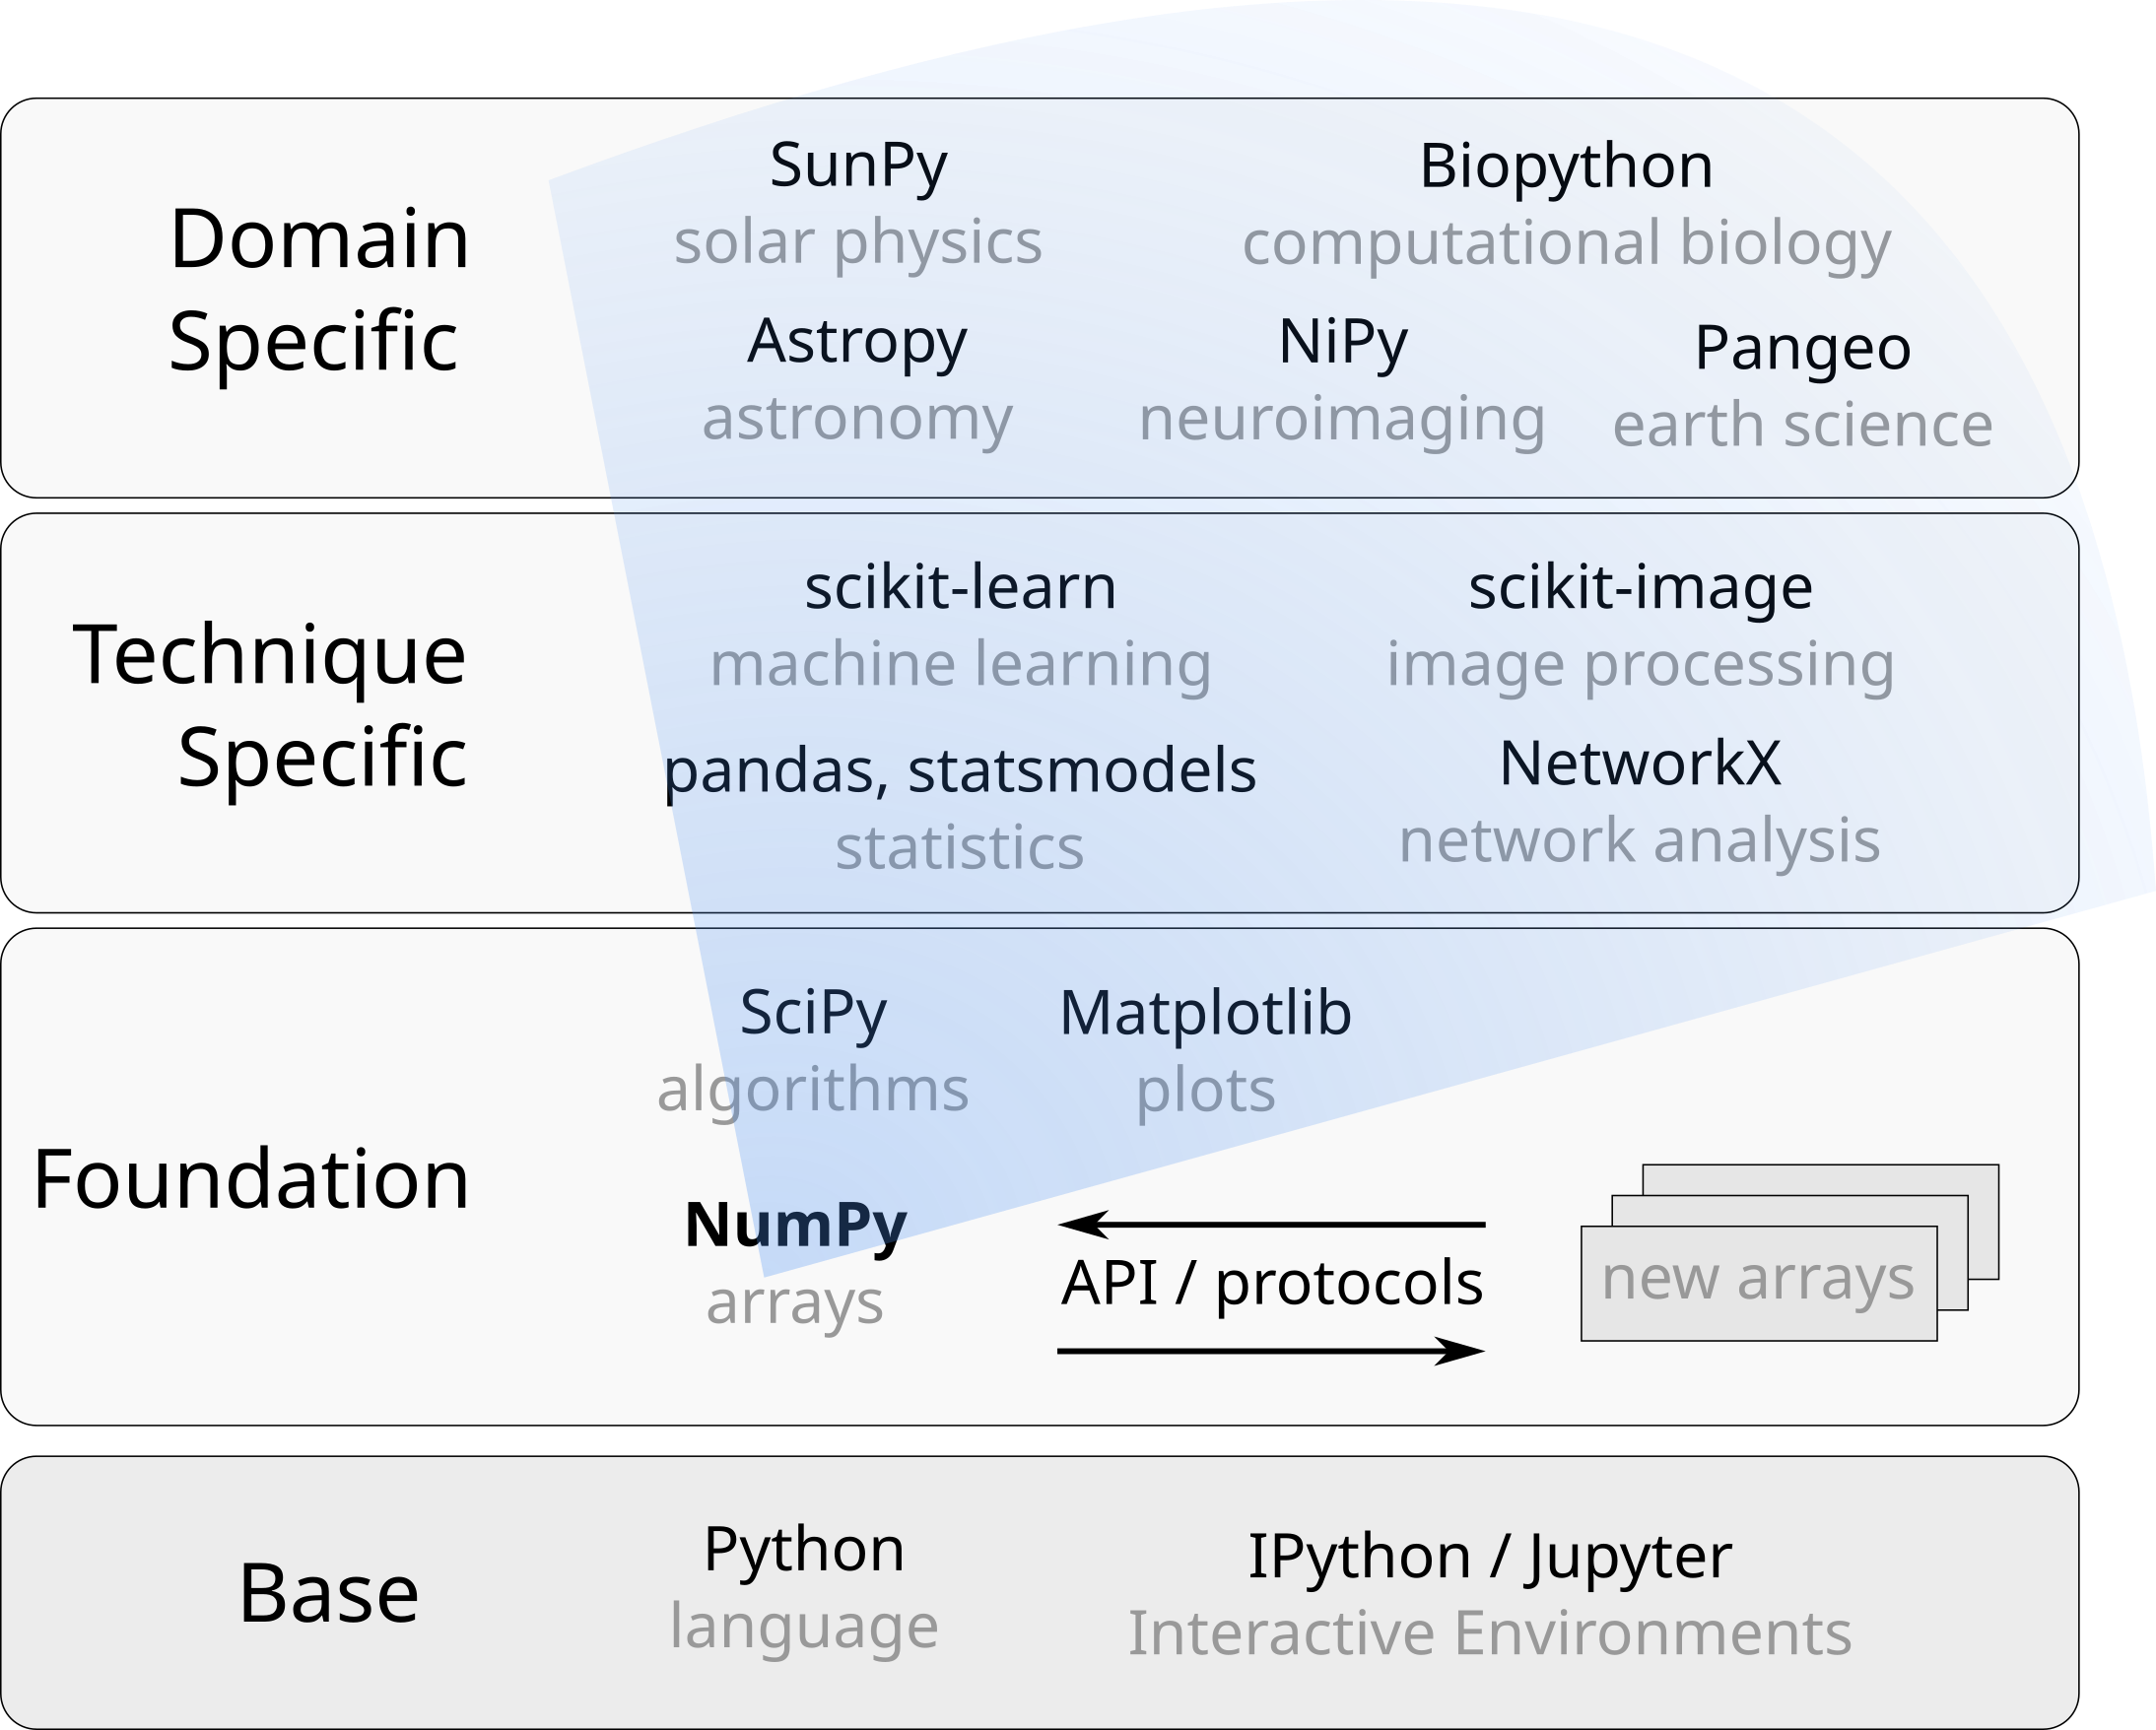 Domain
Specific
SunPy
solar physics
Biopython
computational biology
Astropy
astronomy
NiPy
neuroimaging
Pangeo
earth science
Technique
Specific
scikit-learn
machine learning
scikit-image
image processing
pandas, statsmodels
statistics
NetworkX
network analysis
Foundation
SciPy
algorithms
Matplotlib
plots
NumPy
arrays
API / protocols
new arrays
Base
Python
language
IPython / Jupyter
Interactive Environments